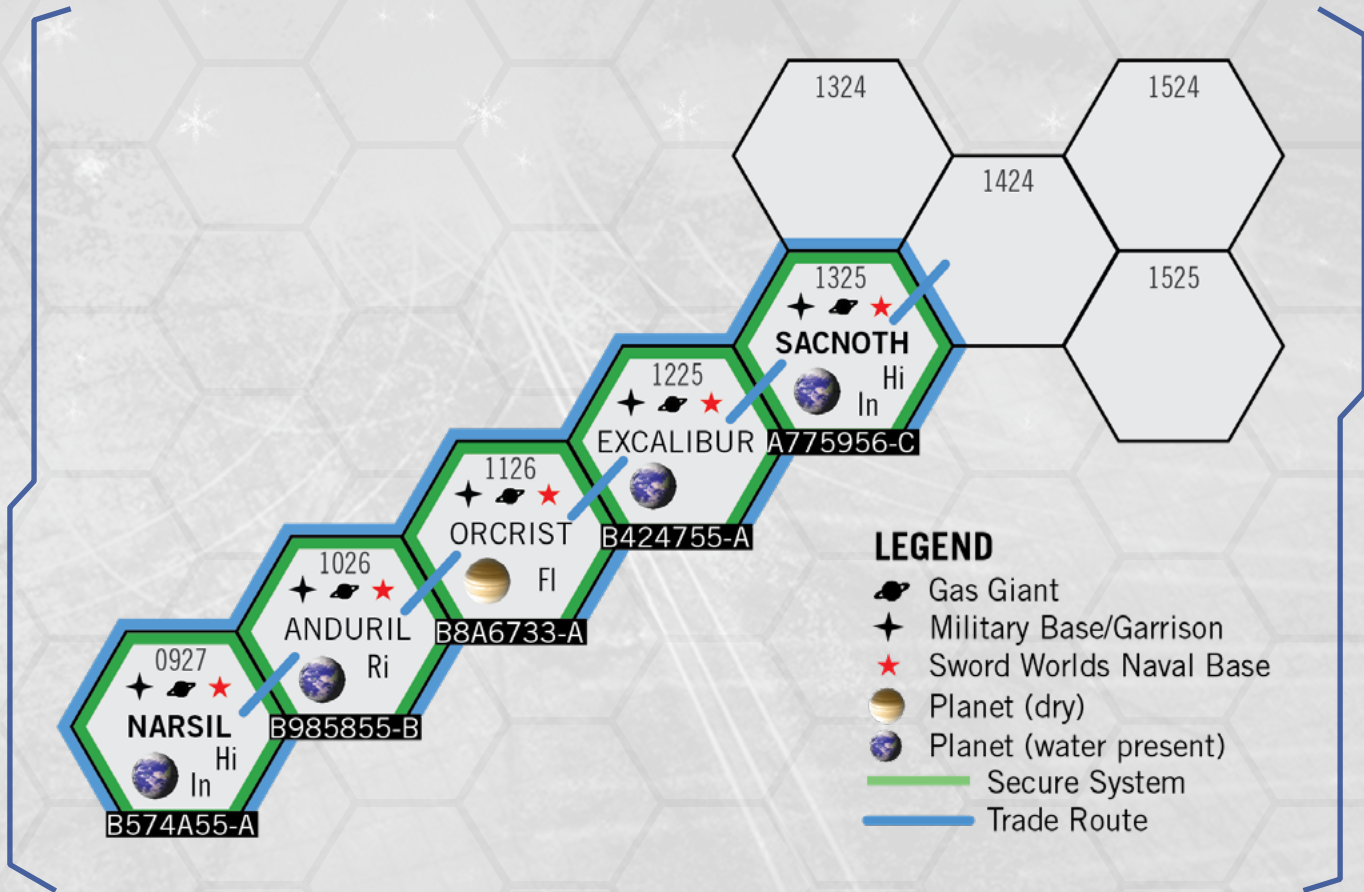 1324
1524
1424
1325
SACNOTH
Hi
In
A775956-C
1525
1225
EXCALIBUR
B424755-A
1126
ORCRIST
Fl
B8A6733-A
1026
ANDURIL
Ri
B985855-B
0927
NARSIL
Hi
In
B574A55-A
LEGEND
Gas Giant
Military Base/Garrison
Sword Worlds Naval Base
Planet (dry)
Planet (water present)
Secure System
Trade Route